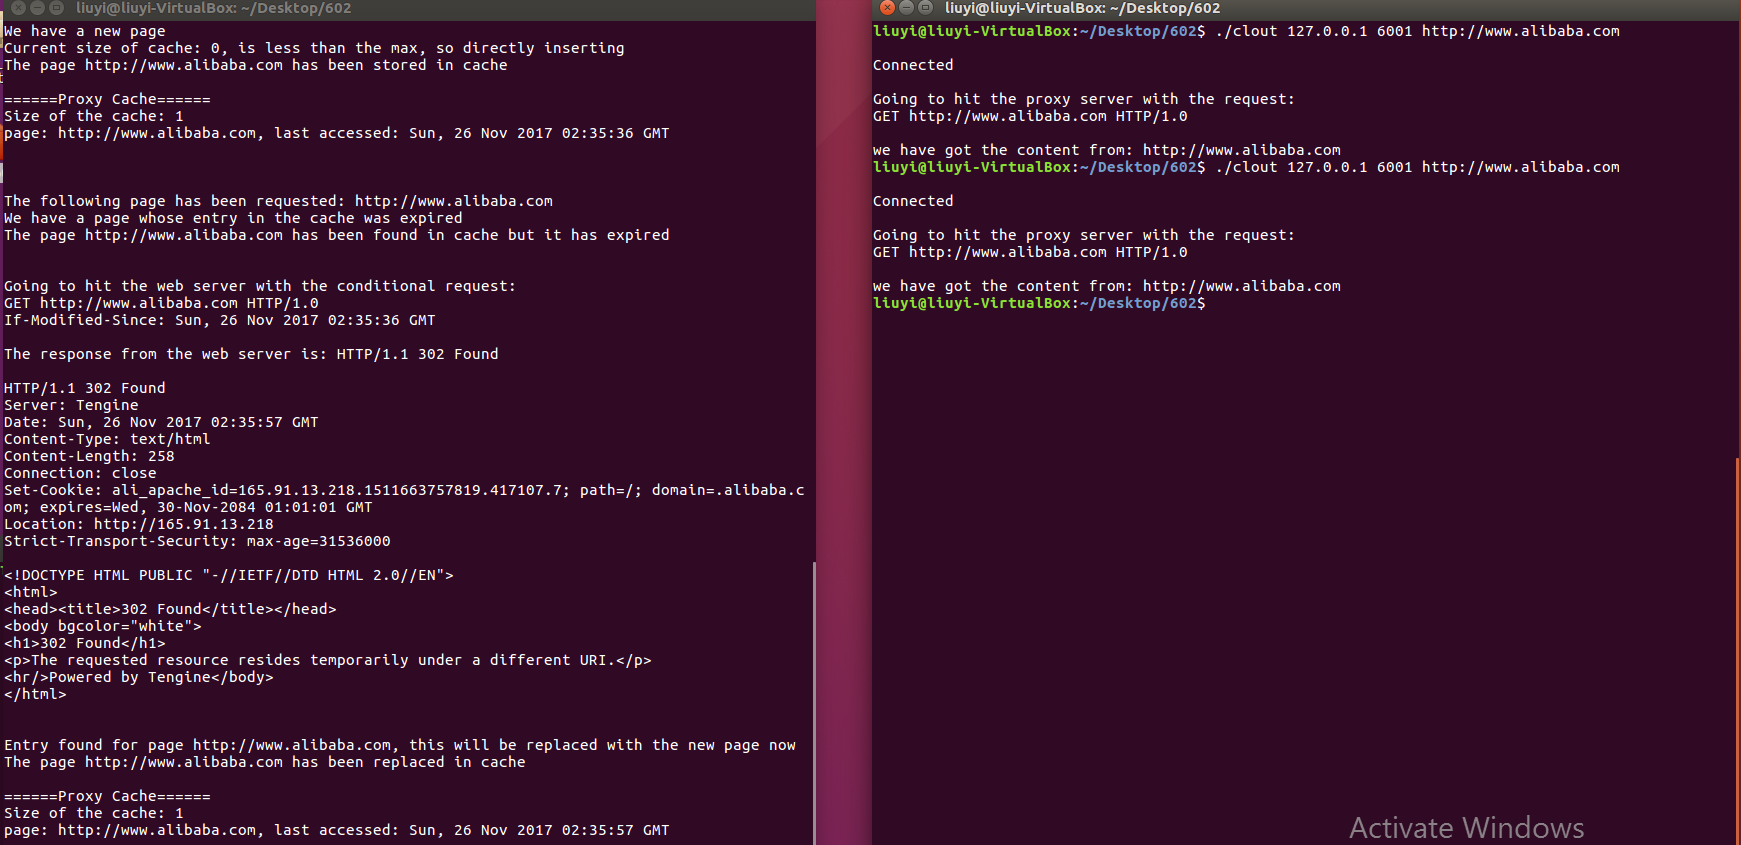 liuyi@liuyi-VirtualBox: ~/Desktop/602
We have a new page
Current size of cache: 0, is less than the max, so directly inserting
The page http://www.alibaba.com has been stored in cache
======Proxy Cache======
Size of the cache: 1
page: http://www.alibaba.com, last accessed: Sun, 26 Nov 2017 02:35:36 GMT
The following page has been requested: http://www.alibaba.com
We have a page whose entry in the cache was expired
The page http://www.alibaba.com has been found in cache but it has expired
Going to hit the web server with the conditional request:
GET http://www.alibaba.com HTTP/1.0
If-Modified-Since: Sun, 26 Nov 2017 02:35:36 GMT
The response from the web server is: HTTP/1.1 302 Found
HTTP/1.1 302 Found
Server: Tengine
Date: Sun, 26 Nov 2017 02:35:57 GMT
Content-Type: text/html
Content-Length: 258
Connection: close
Set-Cookie: ali_apache_id=165.91.13.218.1511663757819.417107.7; path=/; domain=.alibaba.c
om; expires=Wed, 30-Nov-2084 01:01:01 GMT
Location: http://165.91.13.218
Strict-Transport-Security: max-age=31536000
<!DOCTYPE HTML PUBLIC "-//IETF//DTD HTML 2.0//EN">
<html>
<head><title>302 Found</title></head>
<body bgcolor="white">
<h1>302 Found</h1>
<p>The requested resource resides temporarily under a different URI.</p>
<hr/>Powered by Tengine</body>
</html>
Entry found for page http://www.alibaba.com, this will be replaced with the new page now
The page http://www.alibaba.com has been replaced in cache
======Proxy Cache======
Size of the cache: 1
page: http://www.alibaba.com, last accessed: Sun, 26 Nov 2017 02:35:57 GMT
liuyi@liuyi-VirtualBox: ~/Desktop/602
liuyi@liuyi-VirtualBox:~/Desktop/602$ ./clout 127.0.0.1 6001 http://www.alibaba.com
Connected
Going to hit the proxy server with the request:
GET http://www.alibaba.com HTTP/1.0
we have got the content from: http://www.alibaba.com
liuyi@liuyi-VirtualBox:~/Desktop/602$ ./clout 127.0.0.1 6001 http://www.alibaba.com
Connected
Going to hit the proxy server with the request:
GET http://www.alibaba.com HTTP/1.0
we have got the content from: http://www.alibaba.com
liuyi@liuyi-VirtualBox:~/Desktop/602$
Activate Windows